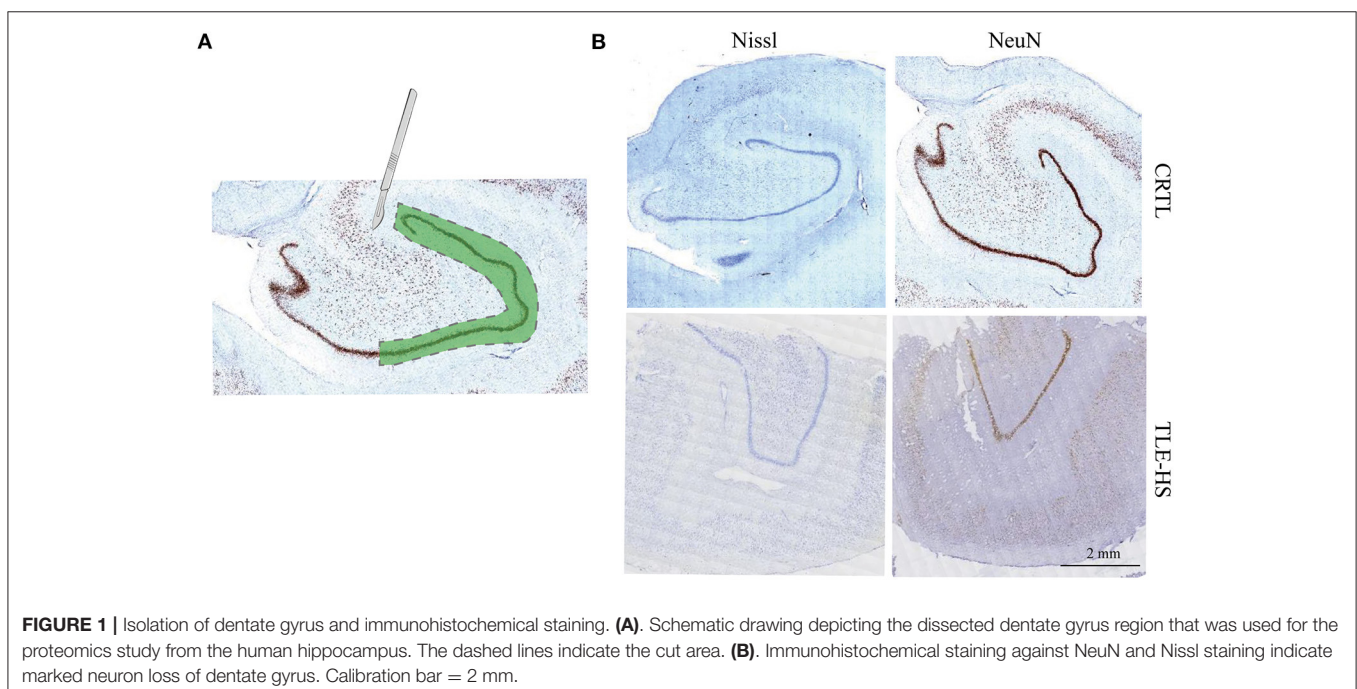 A
B
Nissl
NeuN
CRTL
TLE-HS
2 mm
FIGURE 1 | Isolation of dentate gyrus and immunohistochemical staining. (A). Schematic drawing depicting the dissected dentate gyrus region that was used for the
proteomics study from the human hippocampus. The dashed lines indicate the cut area. (B). Immunohistochemical staining against NeuN and Nissl staining indicate
marked neuron loss of dentate gyrus. Calibration bar = 2 mm.